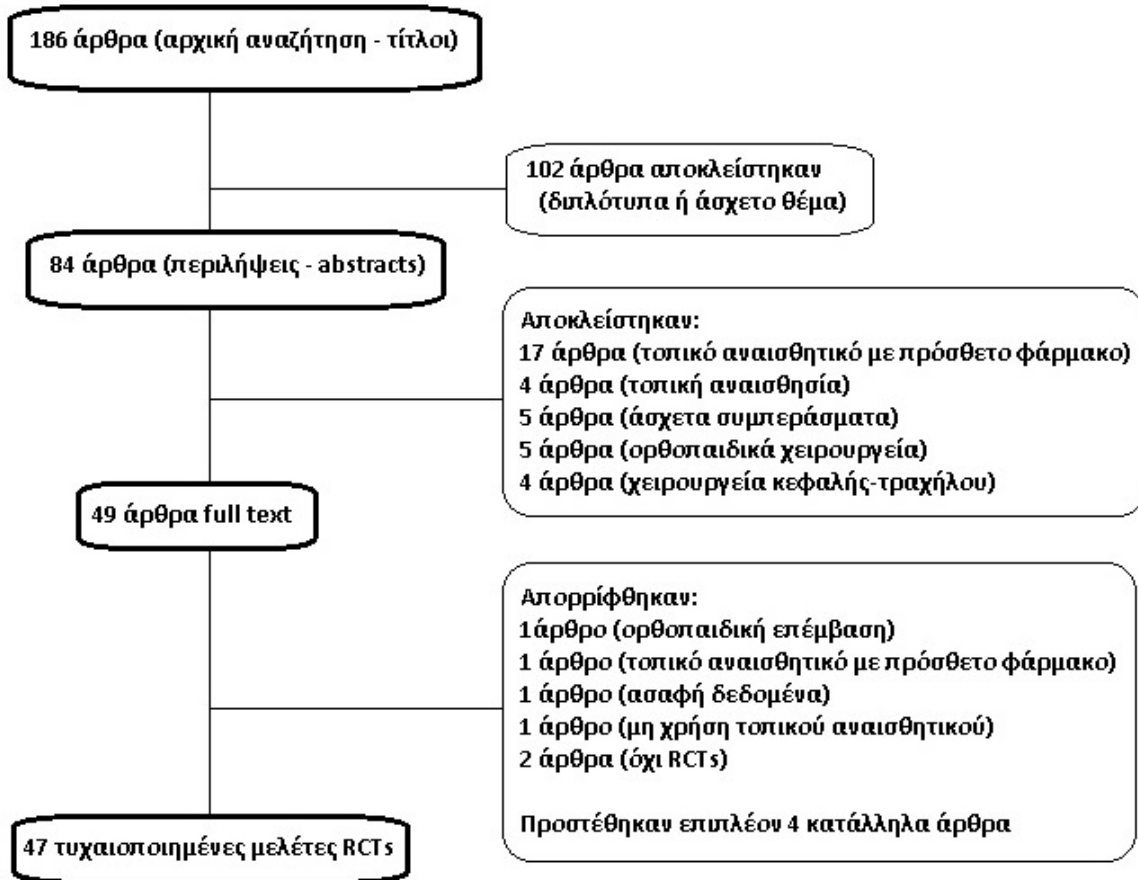 186 άρθρα (αρχική αναζήτηση - τίτλοι)
102 άρθρα αποκλείστηκαν
(διπλότυπα ή άσχετο θέμα)
84 άρθρα (περιλήψεις - abstracts)
Αποκλείστηκαν:
17 άρθρα (τοπικό αναισθητικό με πρόσθετο φάρμακο)
4 άρθρα (τοπική αναισθησία)
5 άρθρα (άσχετα συμπεράσματα)
5 άρθρα (ορθοπαιδικά χειρουργεία)
4 άρθρα (χειρουργεία κεφαλής-τραχήλου)
49 άρθρα full text
Απορρίφθηκαν:
1άρθρο (ορθοπαιδική επέμβαση)
1 άρθρο (τοπικό αναισθητικό με πρόσθετο φάρμακο)
1 άρθρο (ασαφή δεδομένα)
1 άρθρο (μη χρήση τοπικού αναισθητικού)
2 άρθρα (όχι RCTs)
Προστέθηκαν επιπλέον 4 κατάλληλα άρθρα
47 τυχαιοποιημένες μελέτες RCTs